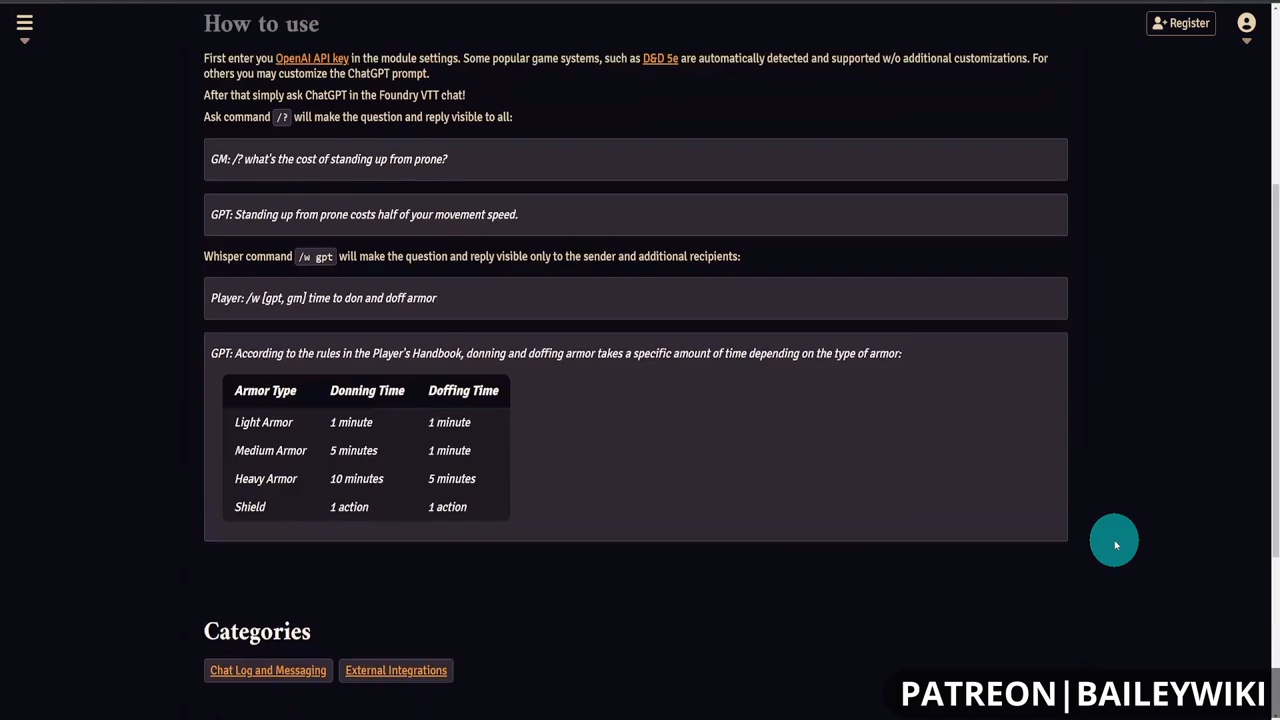 How to use
Register
First enter you OpenAI API key in the module settings. Some popular game systems, such as D&D 5e are automatically detected and supported w/o additional customizations. For
others you may customize the ChatGPT prompt.
After that simply ask ChatGPT in the Foundry VTT chat!
Ask command /? will make the question and reply visible to all:
GM: /? what's the cost of standing up from prone?
GPT: Standing up from prone costs half of your movement speed.
Whisper command /w gpt will make the question and reply visible only to the sender and additional recipients:
Player: /w [gpt, gm] time to don and doff armor
GPT: According to the rules in the Player's Handbook, donning and doffing armor takes a specific amount of time depending on the type of armor:
Armor Type Donning Time Doffing Time
Light Armor 1 minute 1 minute
Medium Armor 5 minutes 1 minute
Heavy Armor 10 minutes 5 minutes
Shield 1 action 1 action
Categories
Chat Log and Messaging External Integrations
PATREON|BAILEYWIKI